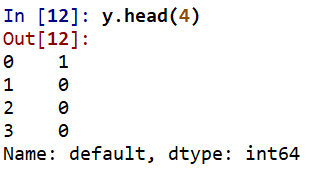 In [12]: y.head(4)
Out[12]:
0    1
1    0
2    0
3    0
Name: default, dtype: int64